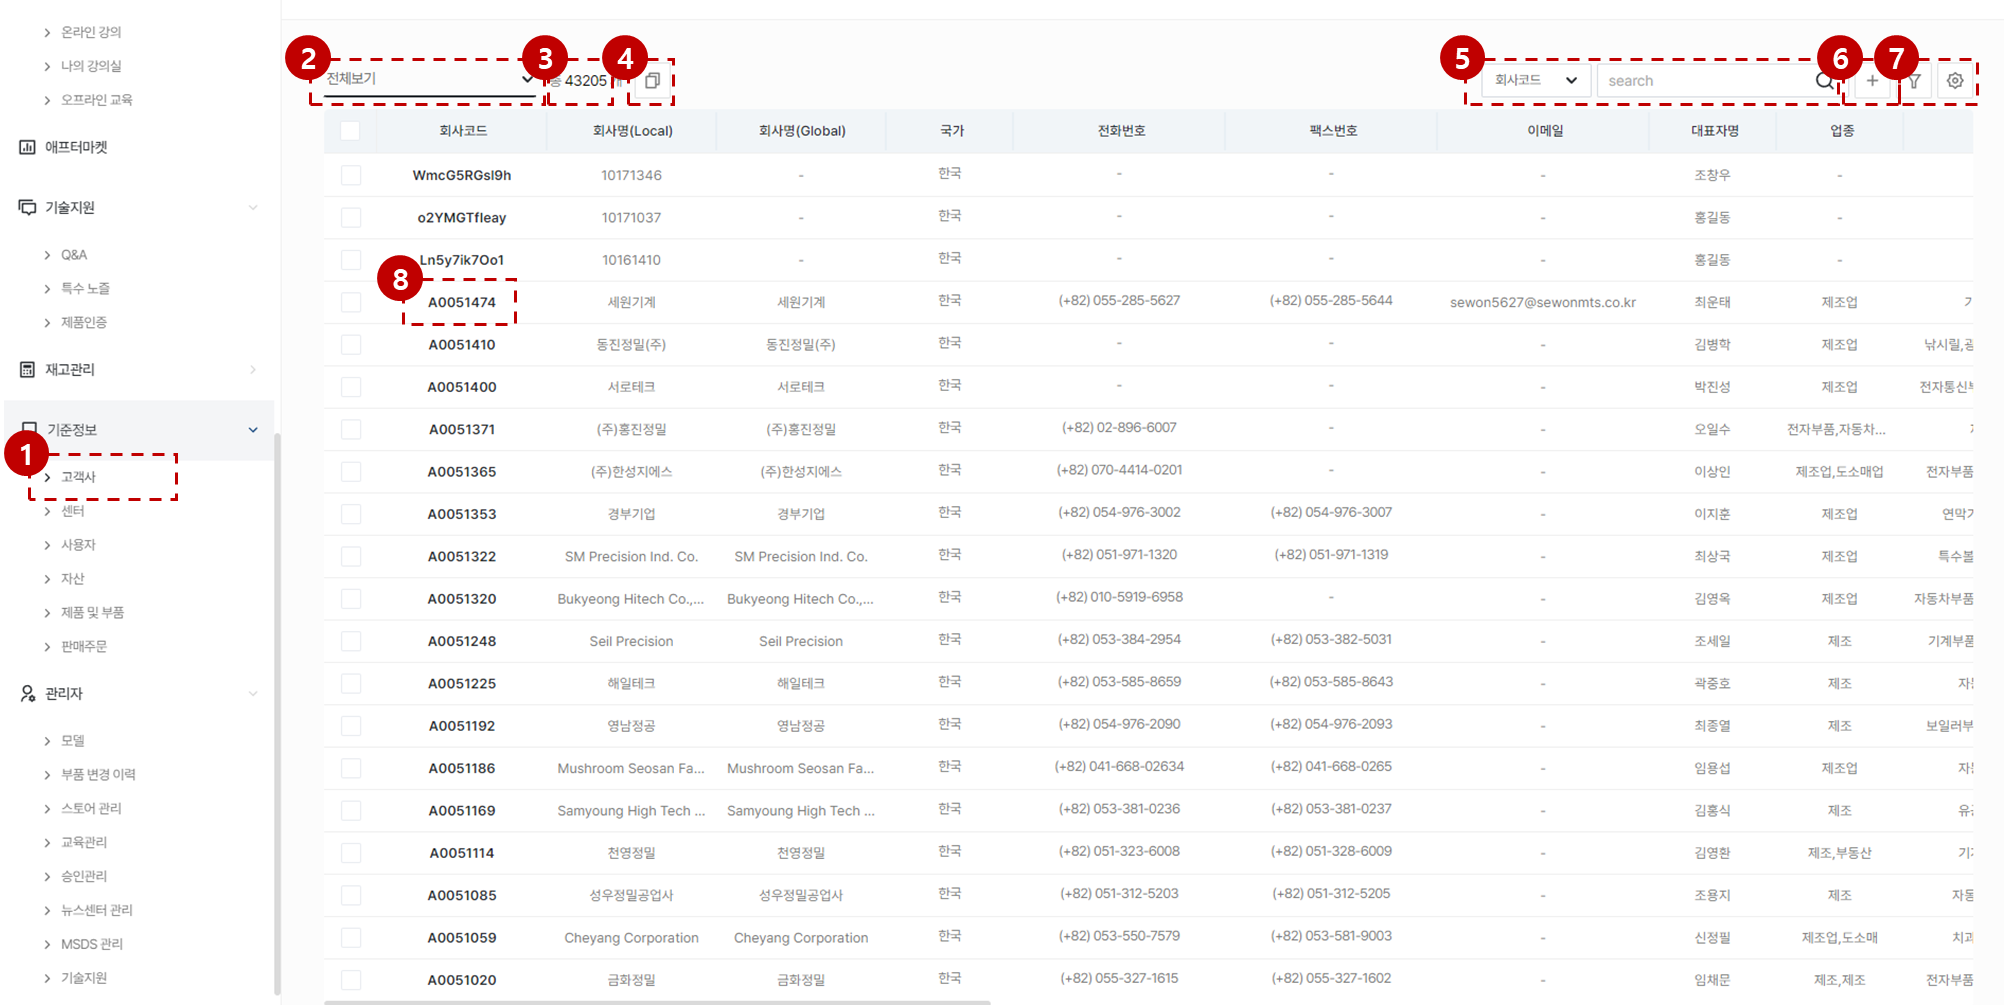 온라인 강의
나의 강의실
오프라인 교육
애프터마켓
기술지원
Q&A
특수 노즐
제품인증
재고관리
기준정보
1
고객사
센터
사용자
자산
제품 및 부품
판매주문
관리자
모델
부품 변경 이력
스토어 관리
교육관리
승인관리
뉴스센터 관리
MSDS 관리
기술지원
2 3 4 5 6 7
전체보기 43205 회사코드 search
회사코드 회사명(Local) 회사명(Global) 국가 전화번호 팩스번호 이메일 대표자명 업종
WmcG5RGsl9h 10171346 - 한국 - - - 조창우 -
o2YMGTfleay 10171037 - 한국 - - - 홍길동 -
Ln5y7ik7Oo1 10161410 - 한국 - - - 홍길동 -
8
A0051474 세원기계 세원기계 한국 (+82) 055-285-5627 (+82) 055-285-5644 sewon5627@sewonmts.co.kr 최운태 제조업
A0051410 동진정밀(주) 동진정밀(주) 한국 - - - 김병학 제조업 낚시릴,
A0051400 서로테크 서로테크 한국 - - - 박진성 제조업 전자통신
A0051371 (주)홍진정밀 (주)홍진정밀 한국 (+82) 02-896-6007 - - 오일수 전자부품,자동차...
A0051365 (주)한성지에스 (주)한성지에스 한국 (+82) 070-4414-0201 - - 이상인 제조업,도소매업 전자부품
A0051353 경부기업 경부기업 한국 (+82) 054-976-3002 (+82) 054-976-3007 - 이지훈 제조업 연막
A0051322 SM Precision Ind. Co. SM Precision Ind. Co. 한국 (+82) 051-971-1320 (+82) 051-971-1319 - 최상국 제조업 특수볼
A0051320 Bukyeong Hitech Co.,... Bukyeong Hitech Co.,... 한국 (+82) 010-5919-6958 - - 김영옥 제조업 자동차부품
A0051248 Seil Precision Seil Precision 한국 (+82) 053-384-2954 (+82) 053-382-5031 - 조세일 제조 기계부품
A0051225 해일테크 해일테크 한국 (+82) 053-585-8659 (+82) 053-585-8643 - 곽중호 제조
A0051192 영남정공 영남정공 한국 (+82) 054-976-2090 (+82) 054-976-2093 - 최종열 제조 보일러부
A0051186 Mushroom Seosan Fa... Mushroom Seosan Fa... 한국 (+82) 041-668-02634 (+82) 041-668-0265 - 임용섭 제조업
A0051169 Samyoung High Tech ... Samyoung High Tech ... 한국 (+82) 053-381-0236 (+82) 053-381-0237 - 김홍식 제조
A0051114 천영정밀 천영정밀 한국 (+82) 051-323-6008 (+82) 051-328-6009 - 김영환 제조,부동산
A0051085 성우정밀공업사 성우정밀공업사 한국 (+82) 051-312-5203 (+82) 051-312-5205 - 조용지 제조
A0051059 Cheyang Corporation Cheyang Corporation 한국 (+82) 053-550-7579 (+82) 053-581-9003 - 신정필 제조업,도소매
A0051020 금화정밀 금화정밀 한국 (+82) 055-327-1615 (+82) 055-327-1602 - 임채문 제조,제조 전자부품